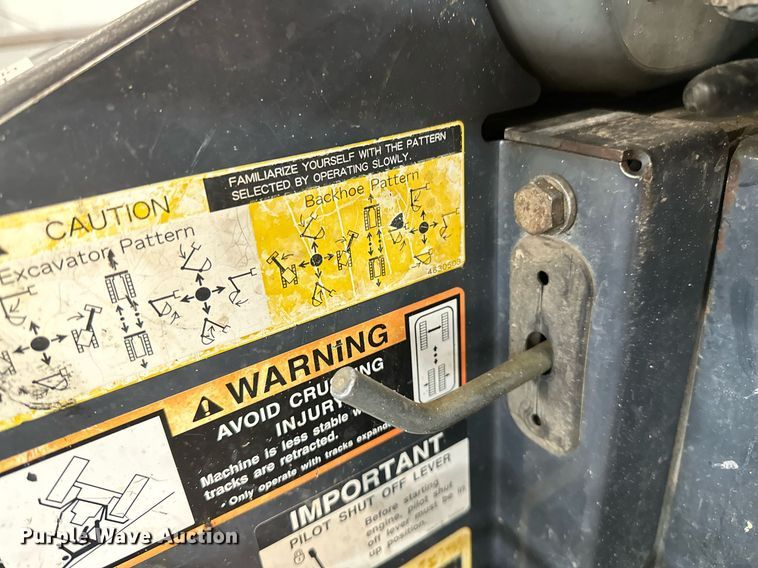 FAMILIARIZE YOURSELF WITH THE PATTERN
SELECTED BY OPERATING SLOWLY.
CAUTION
Excavator Pattern
Backhoe Pattern
WARNING
AVOID CRUSHING
INJURY
Machine is less stable
tracks are retracted.
- Only operate with tracks expanded
IMPORTANT
PILOT SHUT OFF LEVER
Before starting
engine, pilot shut
off lever must be in
up position.
Purple Wave Auction